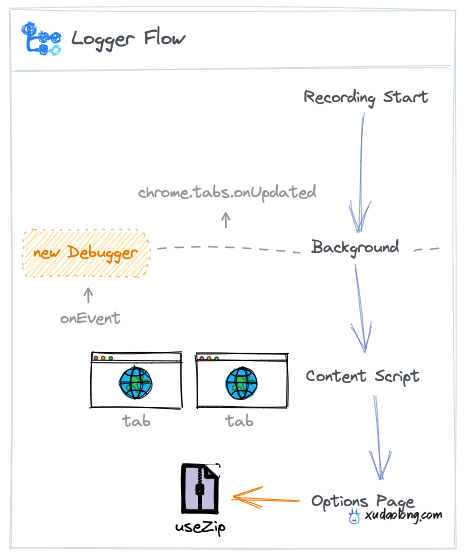 Logger Flow
Recording Start
chrome.tabs.onUpdated
new Debugger
Background
onEvent
Content Script
tab
tab
Options Page
xudaolong.com
useZip